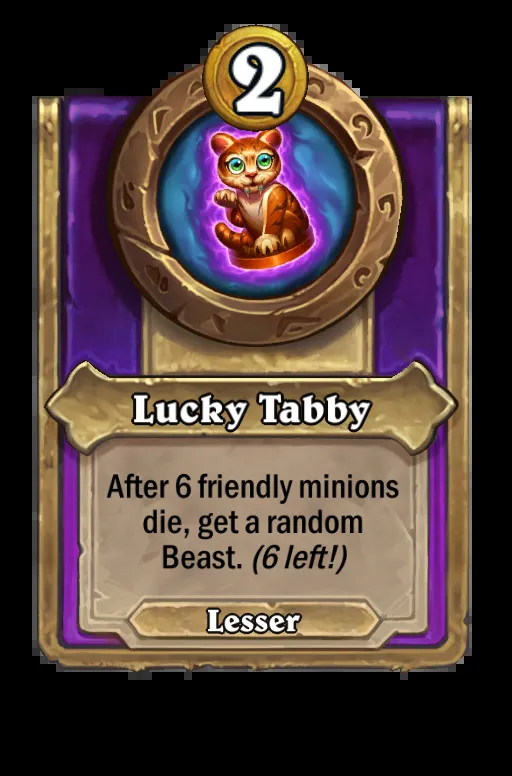 2
Lucky Tabby
After 6 friendly minions
die, get a random
Beast. (6 left!)
Lesser